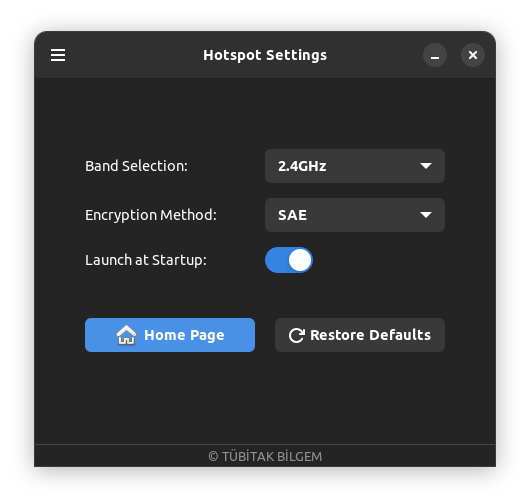 Hotspot Settings
Band Selection: 2.4GHz
Encryption Method: SAE
Launch at Startup:
Home Page Restore Defaults
© TÜBİTAK BİLGEM